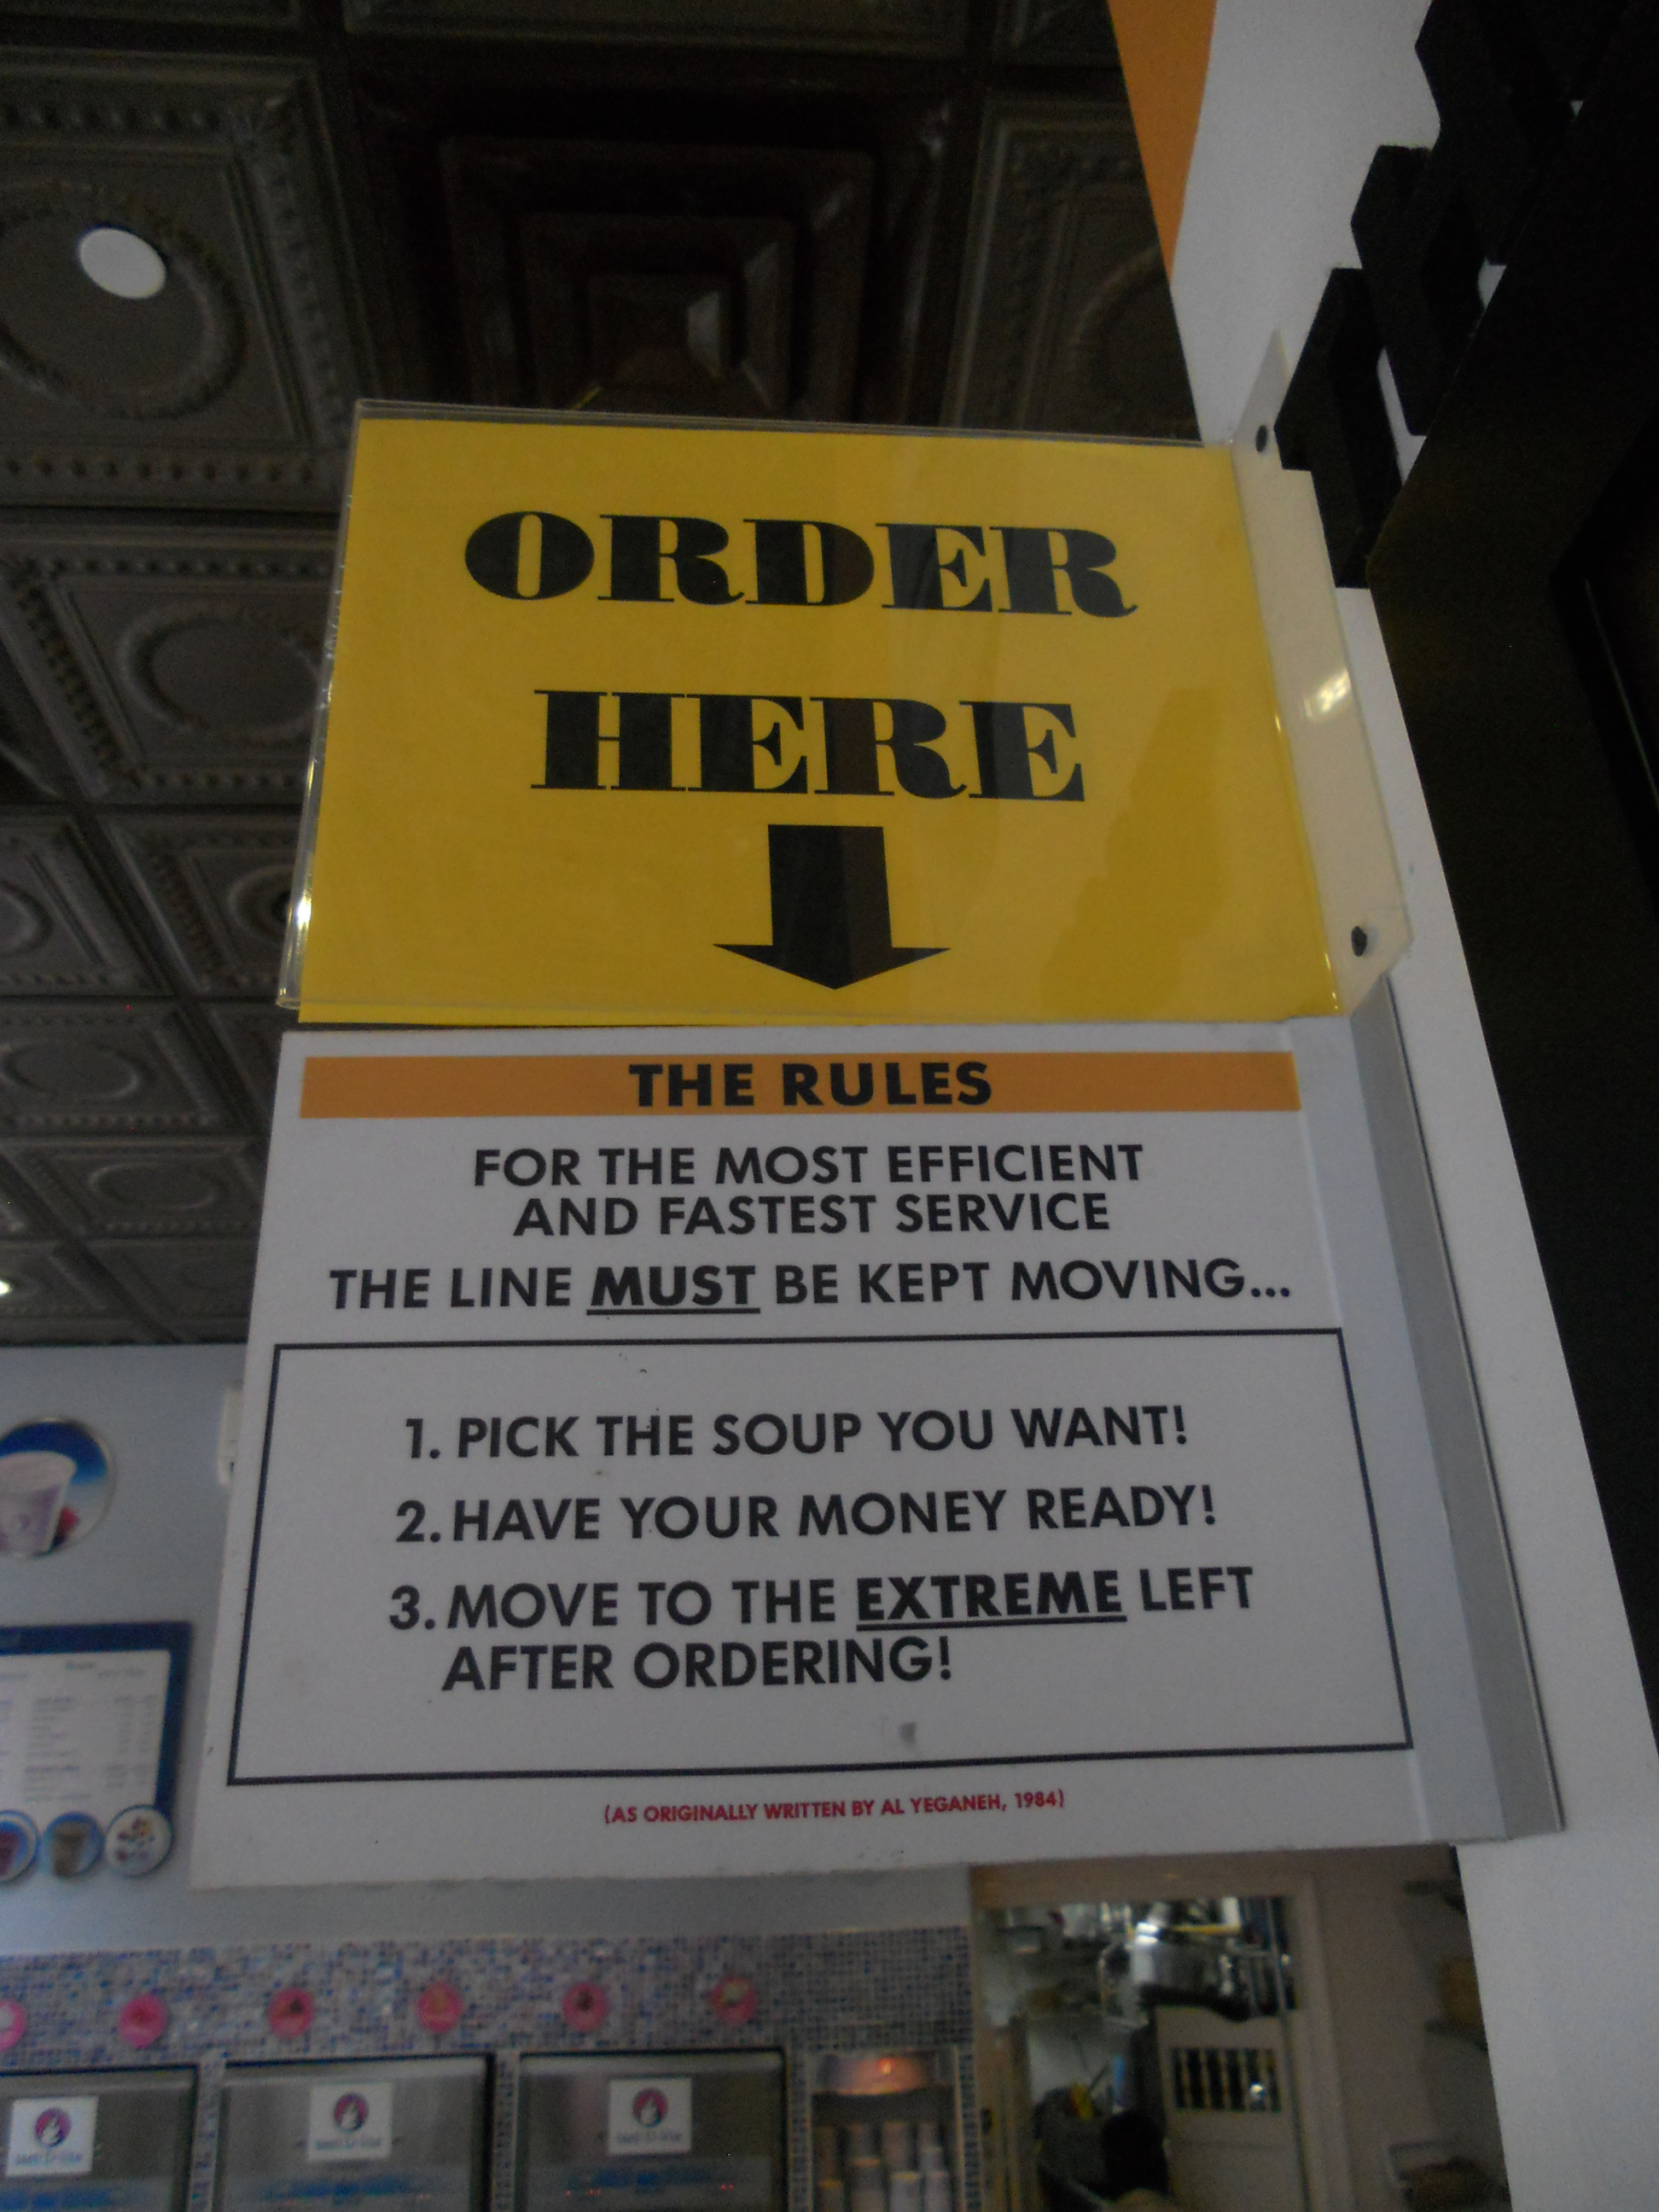 ORDER
HERE
THE RULES
FOR THE MOST EFFICIENT
AND FASTEST SERVICE
THE LINE MUST BE KEPT MOVING...
1. PICK THE SOUP YOU WANT!
2. HAVE YOUR MONEY READY!
3. MOVE TO THE EXTREME LEFT
AFTER ORDERING!
(AS ORIGINALLY WRITTEN BY AL YEGANEH, 1984)